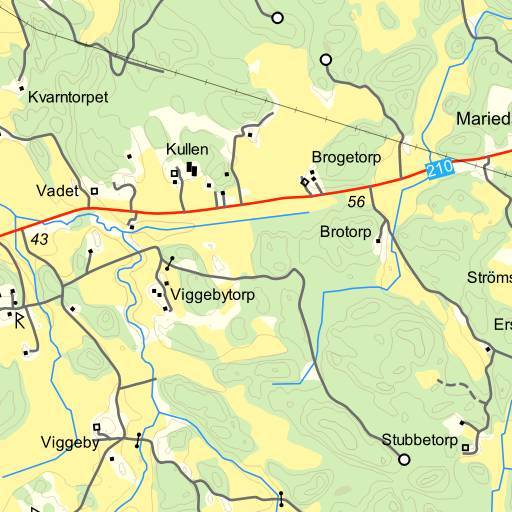 Kvarntorpet
Maried
Kullen
Brogetorp
210
Vadet
56
43
Brotorp
Ströms
Viggebytorp
Ers
Viggeby
Stubbetorp